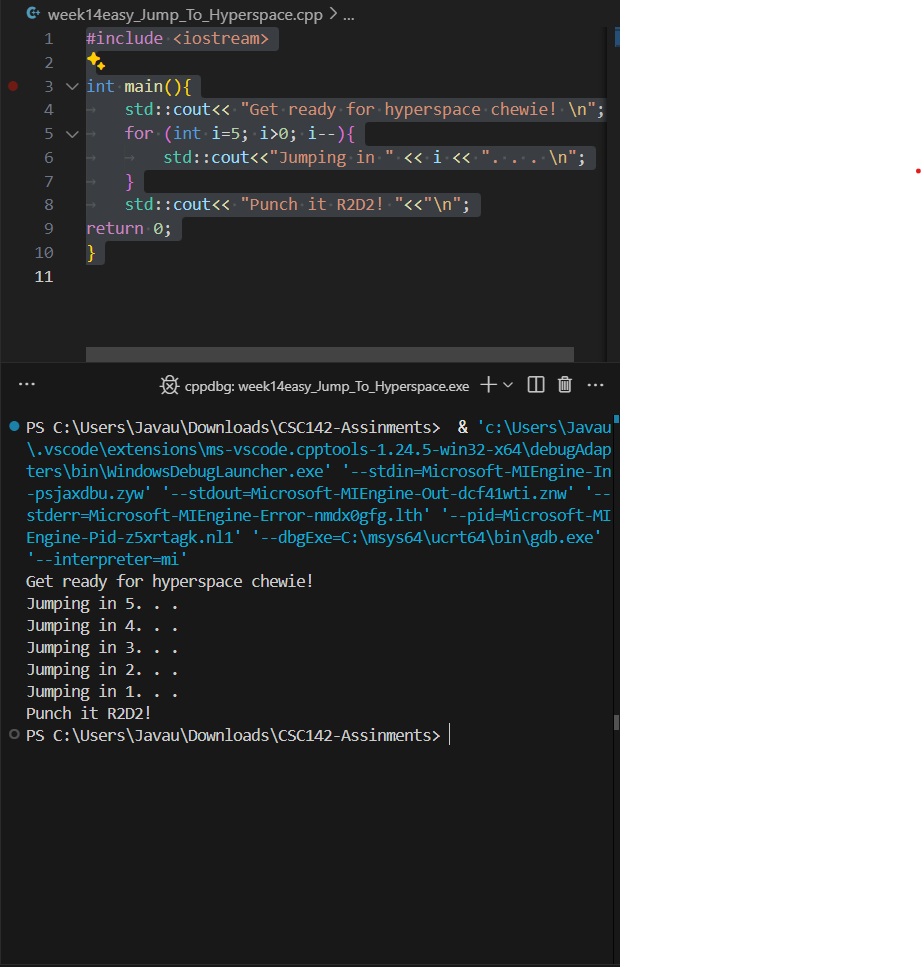 week14easy_Jump_To_Hyperspace.cpp > ...
1 #include <iostream>
2
3 int main(){
4 std::cout<< "Get ready for hyperspace chewie! \n";
5 for (int i=5; i>0; i--){
6 std::cout<<"Jumping in " << i << ". . . \n";
7 }
8 std::cout<< "Punch it R2D2! "<<"\n";
9 return 0;
10 }
11
... cppdbg: week14easy_Jump_To_Hyperspace.exe + ...
PS C:\Users\Javau\Downloads\CSC142-Assinments> & 'c:\Users\Javau
\.vscode\extensions\ms-vscode.cpptools-1.24.5-win32-x64\debugAdap
ters\bin\WindowsDebugLauncher.exe' '--stdin=Microsoft-MIEngine-In
-psjaxdbu.zyw' '--stdout=Microsoft-MIEngine-Out-dcf41wti.znw' '--
stderr=Microsoft-MIEngine-Error-nmdx0gfg.lth' '--pid=Microsoft-MI
Engine-Pid-z5xrtagk.nl1' '--dbgExe=C:\msys64\ucrt64\bin\gdb.exe'
'--interpreter=mi'
Get ready for hyperspace chewie!
Jumping in 5. . .
Jumping in 4. . .
Jumping in 3. . .
Jumping in 2. . .
Jumping in 1. . .
Punch it R2D2!
PS C:\Users\Javau\Downloads\CSC142-Assinments>